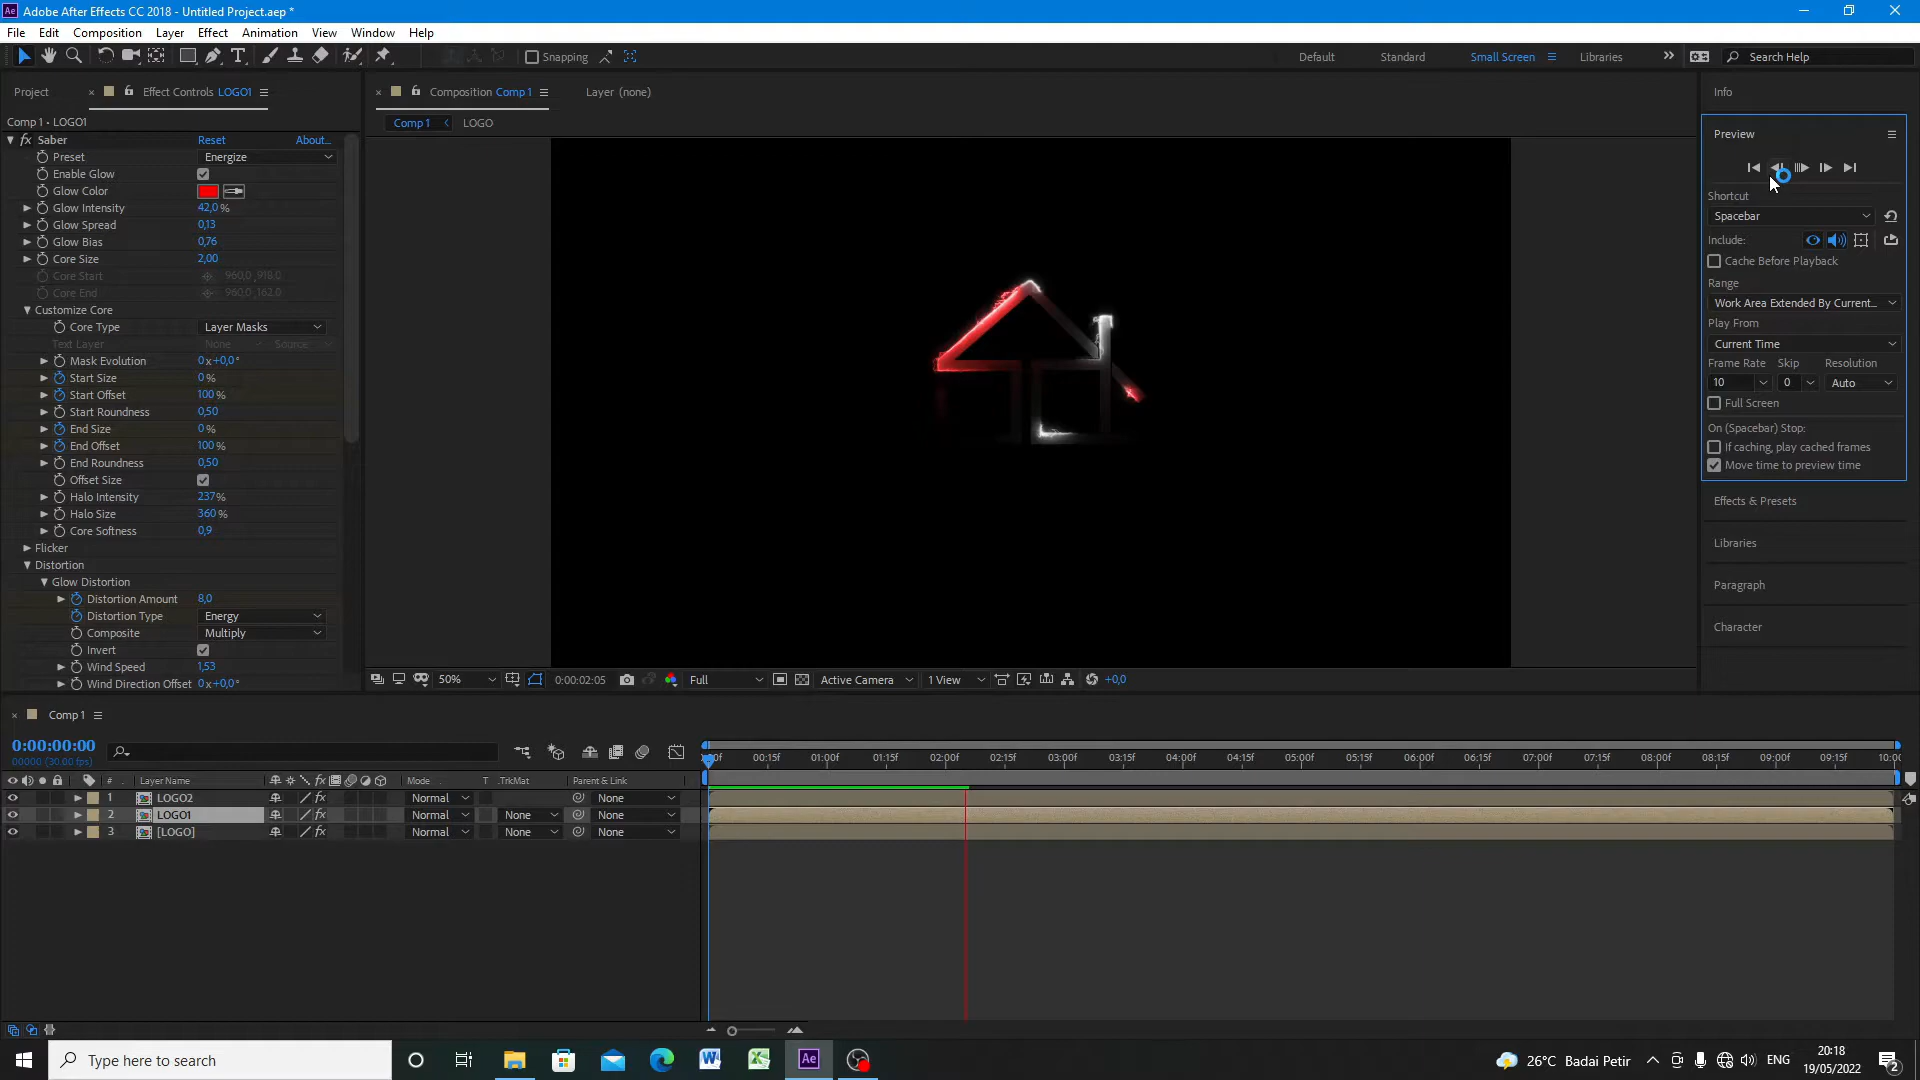 Adobe After Effects CC 2018 - Untitled Project.aep *
File Edit Composition Layer Effect Animation View Window Help
Snapping
Default Standard Small Screen Libraries Search Help
Project Effect Controls LOGO1
Composition Comp 1 Layer (none)
Comp 1 • LOGO1
Comp 1 LOGO
Saber Reset About...
Preset Energize
Enable Glow
Glow Color
Glow Intensity 42,0 %
Glow Spread 0,13
Glow Bias 0,76
Core Size 2,00
Core Start 960,0 ,918,0
Core End 960,0 ,162,0
Customize Core
Core Type Layer Masks
Text Layer None Source
Mask Evolution 0 x +0,0 °
Start Size 0 %
Start Offset 100 %
Start Roundness 0,50
End Size 0 %
End Offset 100 %
End Roundness 0,50
Offset Size
Halo Intensity 237 %
Halo Size 360 %
Core Softness 0,9
Flicker
Distortion
Glow Distortion
Distortion Amount 8,0
Distortion Type Energy
Composite Multiply
Invert
Wind Speed 1,53
Wind Direction Offset 0 x +0,0 °
50% 0:00:02:05 Full Active Camera 1 View +0,0
Info
Preview
Shortcut
Spacebar
Include:
Cache Before Playback
Range
Work Area Extended By Current...
Play From
Current Time
Frame Rate Skip Resolution
10 0 Auto
Full Screen
On (Spacebar) Stop:
If caching, play cached frames
Move time to preview time
Effects & Presets
Libraries
Paragraph
Character
Comp 1
0:00:00:00
00000 (30.00 fps)
00f 00:15f 01:00f 01:15f 02:00f 02:15f 03:00f 03:15f 04:00f 04:15f 05:00f 05:15f 06:00f 06:15f 07:00f 07:15f 08:00f 08:15f 09:00f 09:15f 10:00
# Layer Name Mode T .TrkMat Parent & Link
1 LOGO2 Normal None
2 LOGO1 Normal None None
3 [LOGO] Normal None None
Type here to search
26°C Badai Petir ENG
20:18
19/05/2022
2